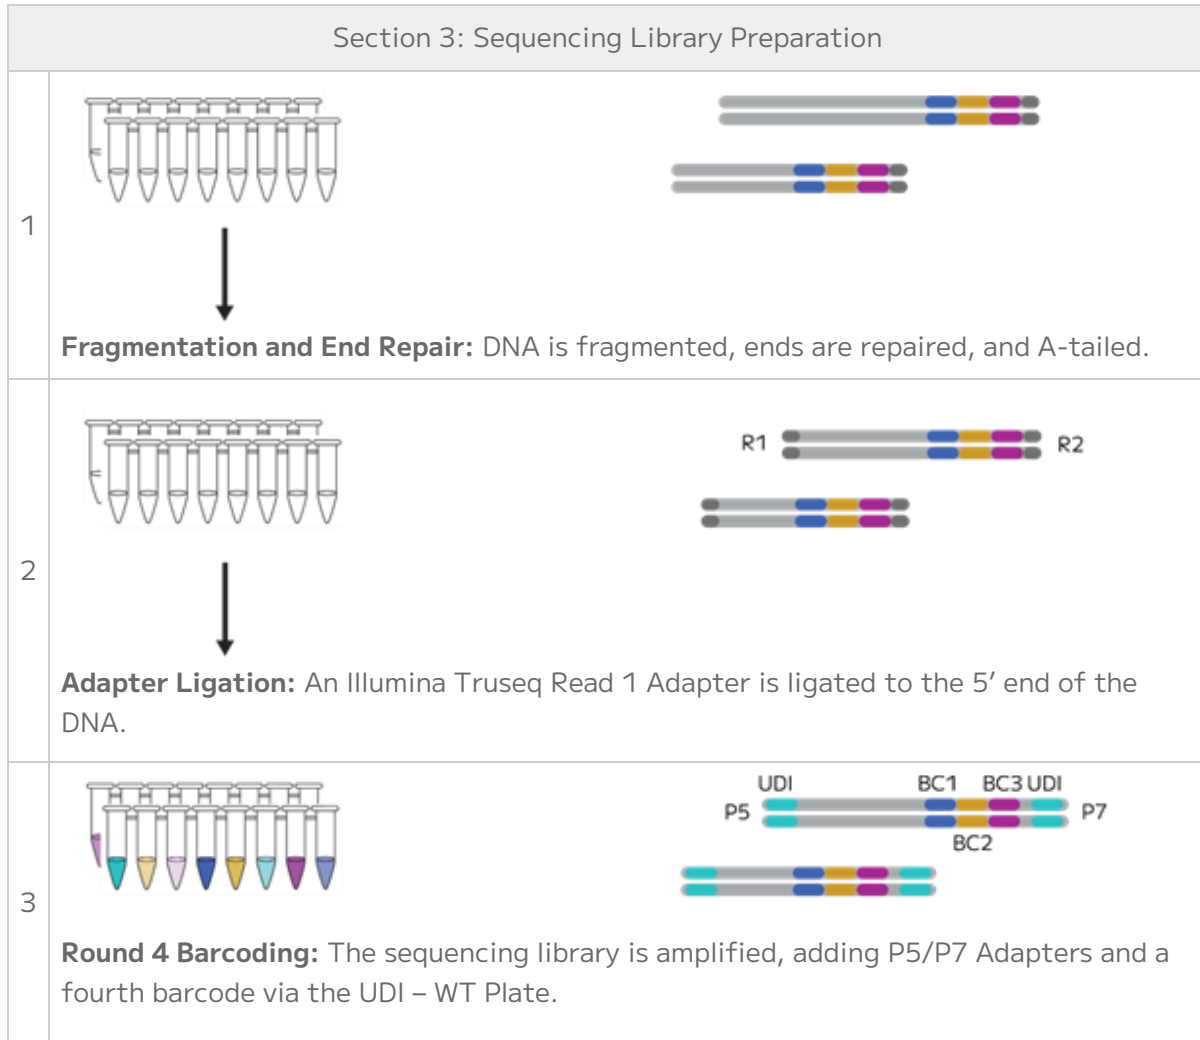 Section 3: Sequencing Library Preparation
1
Fragmentation and End Repair: DNA is fragmented, ends are repaired, and A-tailed.
R1
R2
2
Adapter Ligation: An Illumina Truseq Read 1 Adapter is ligated to the 5’ end of the
DNA.
UDI
BC1
BC3
UDI
P5
P7
BC2
3
Round 4 Barcoding: The sequencing library is amplified, adding P5/P7 Adapters and a
fourth barcode via the UDI – WT Plate.